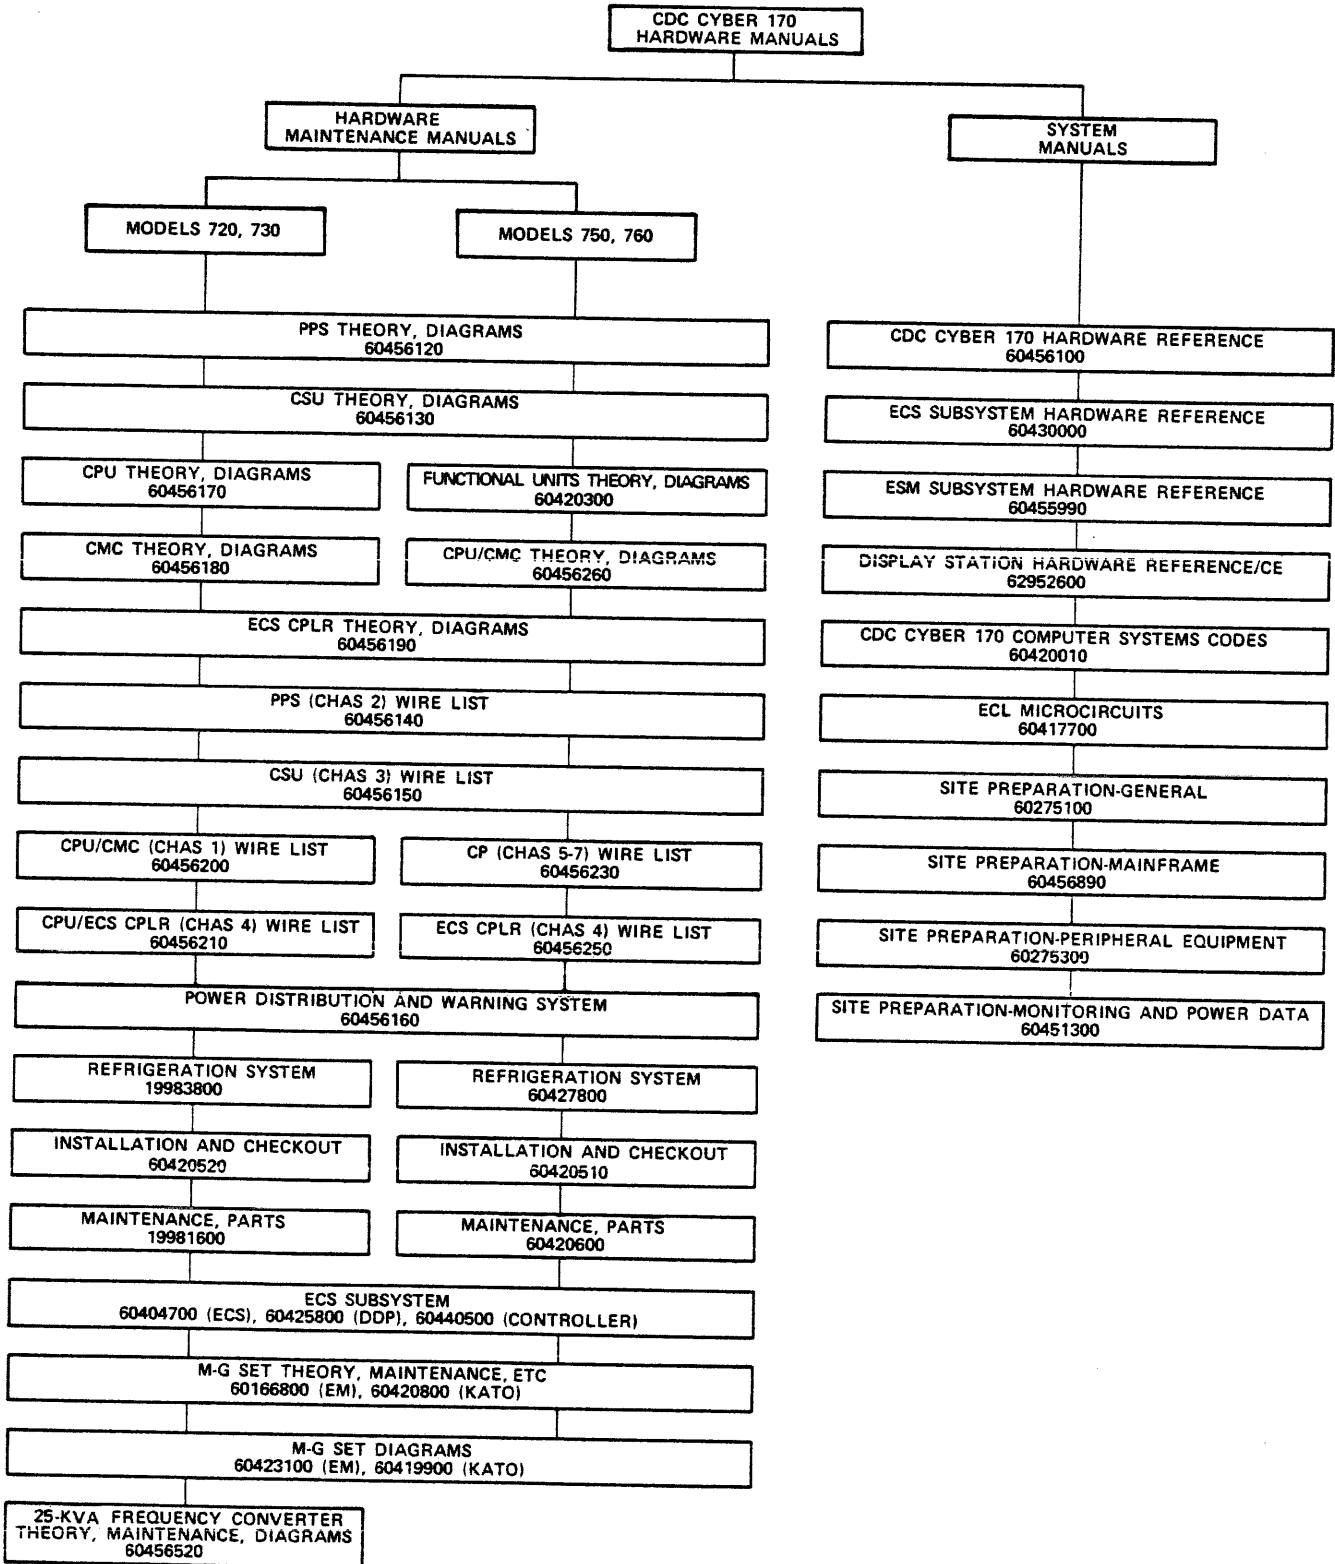 CDC CYBER 170
HARDWARE MANUALS
HARDWARE
MAINTENANCE MANUALS
SYSTEM
MANUALS
MODELS 720, 730
MODELS 750, 760
PPS THEORY, DIAGRAMS
60456120
CSU THEORY, DIAGRAMS
60456130
CPU THEORY, DIAGRAMS
60456170
FUNCTIONAL UNITS THEORY, DIAGRAMS
60420300
CMC THEORY, DIAGRAMS
60456180
CPU/CMC THEORY, DIAGRAMS
60456260
ECS CPLR THEORY, DIAGRAMS
60456190
PPS (CHAS 2) WIRE LIST
60456140
CSU (CHAS 3) WIRE LIST
60456150
CPU/CMC (CHAS 1) WIRE LIST
60456200
CP (CHAS 5-7) WIRE LIST
60456230
CPU/ECS CPLR (CHAS 4) WIRE LIST
60456210
ECS CPLR (CHAS 4) WIRE LIST
60456250
POWER DISTRIBUTION AND WARNING SYSTEM
60456160
REFRIGERATION SYSTEM
19983800
REFRIGERATION SYSTEM
60427800
INSTALLATION AND CHECKOUT
60420520
INSTALLATION AND CHECKOUT
60420510
MAINTENANCE, PARTS
19981600
MAINTENANCE, PARTS
60420600
ECS SUBSYSTEM
60404700 (ECS), 60425800 (DDP), 60440500 (CONTROLLER)
M-G SET THEORY, MAINTENANCE, ETC
60166800 (EM), 60420800 (KATO)
M-G SET DIAGRAMS
60423100 (EM), 60419900 (KATO)
25-KVA FREQUENCY CONVERTER
THEORY, MAINTENANCE, DIAGRAMS
60456520
CDC CYBER 170 HARDWARE REFERENCE
60456100
ECS SUBSYSTEM HARDWARE REFERENCE
60430000
ESM SUBSYSTEM HARDWARE REFERENCE
60455990
DISPLAY STATION HARDWARE REFERENCE/CE
62952600
CDC CYBER 170 COMPUTER SYSTEMS CODES
60420010
ECL MICROCIRCUITS
60417700
SITE PREPARATION-GENERAL
60275100
SITE PREPARATION-MAINFRAME
60456890
SITE PREPARATION-PERIPHERAL EQUIPMENT
60275300
SITE PREPARATION-MONITORING AND POWER DATA
60451300